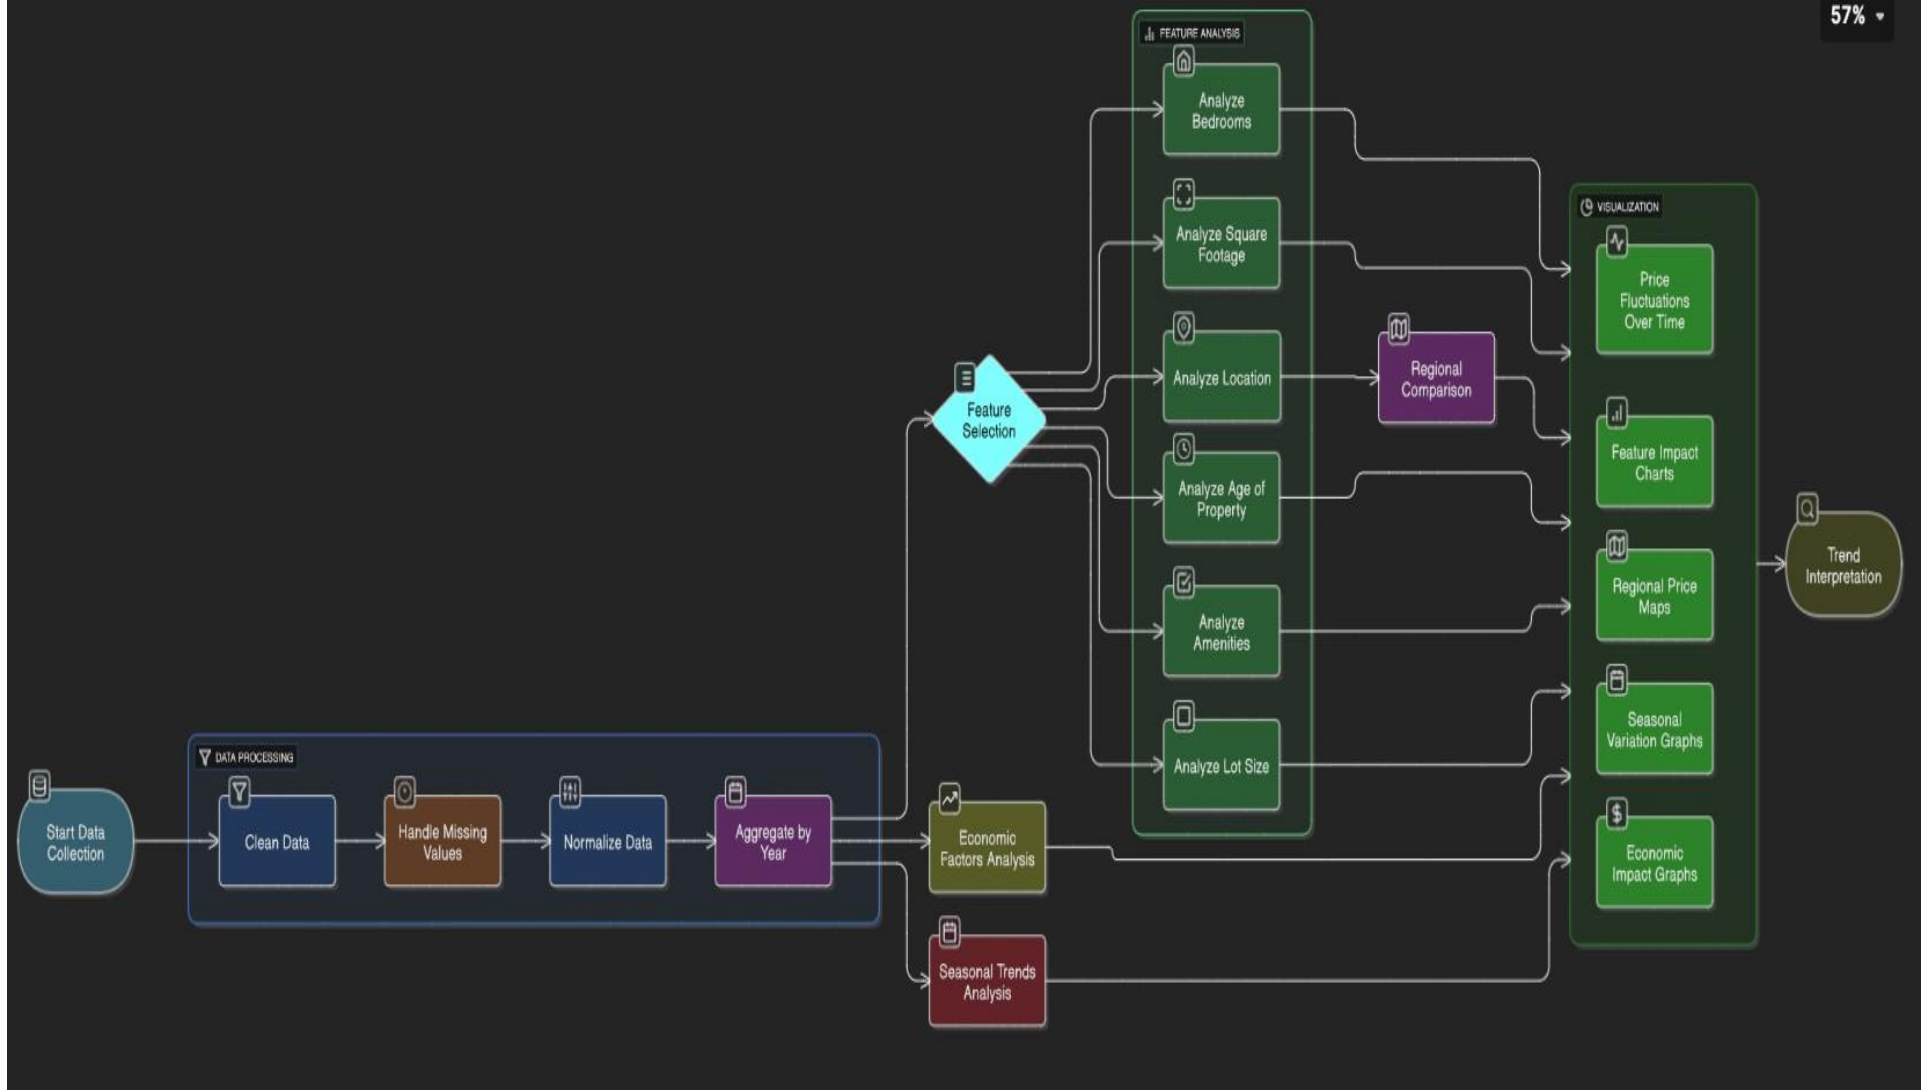 57%
FEATURE ANALYSIS
Analyze
Bedrooms
Analyze Square
Footage
Analyze Location
Analyze Age of
Property
Analyze
Amenities
Analyze Lot Size
Regional
Comparison
Feature
Selection
VISUALIZATION
Price
Fluctuations
Over Time
Feature Impact
Charts
Regional Price
Maps
Seasonal
Variation Graphs
Economic
Impact Graphs
Trend
Interpretation
DATA PROCESSING
Start Data
Collection
Clean Data
Handle Missing
Values
Normalize Data
Aggregate by
Year
Economic
Factors Analysis
Seasonal Trends
Analysis